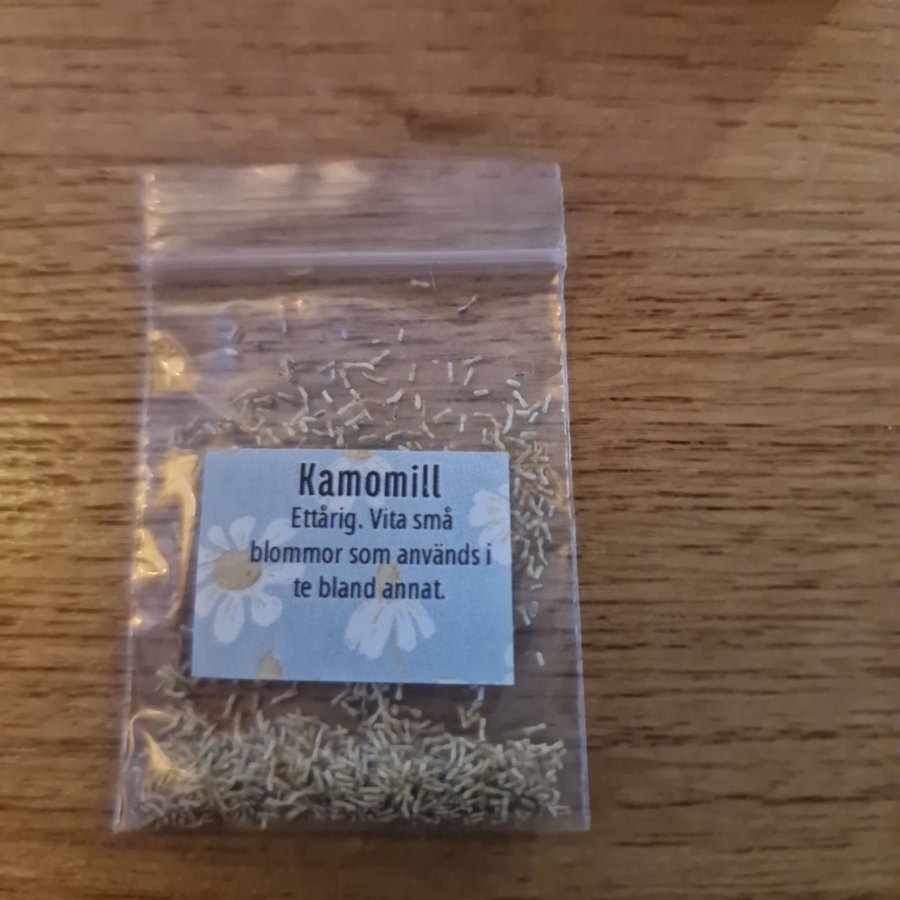 Kamomill
Ettårig. Vita små
blommor som används i
te bland annat.